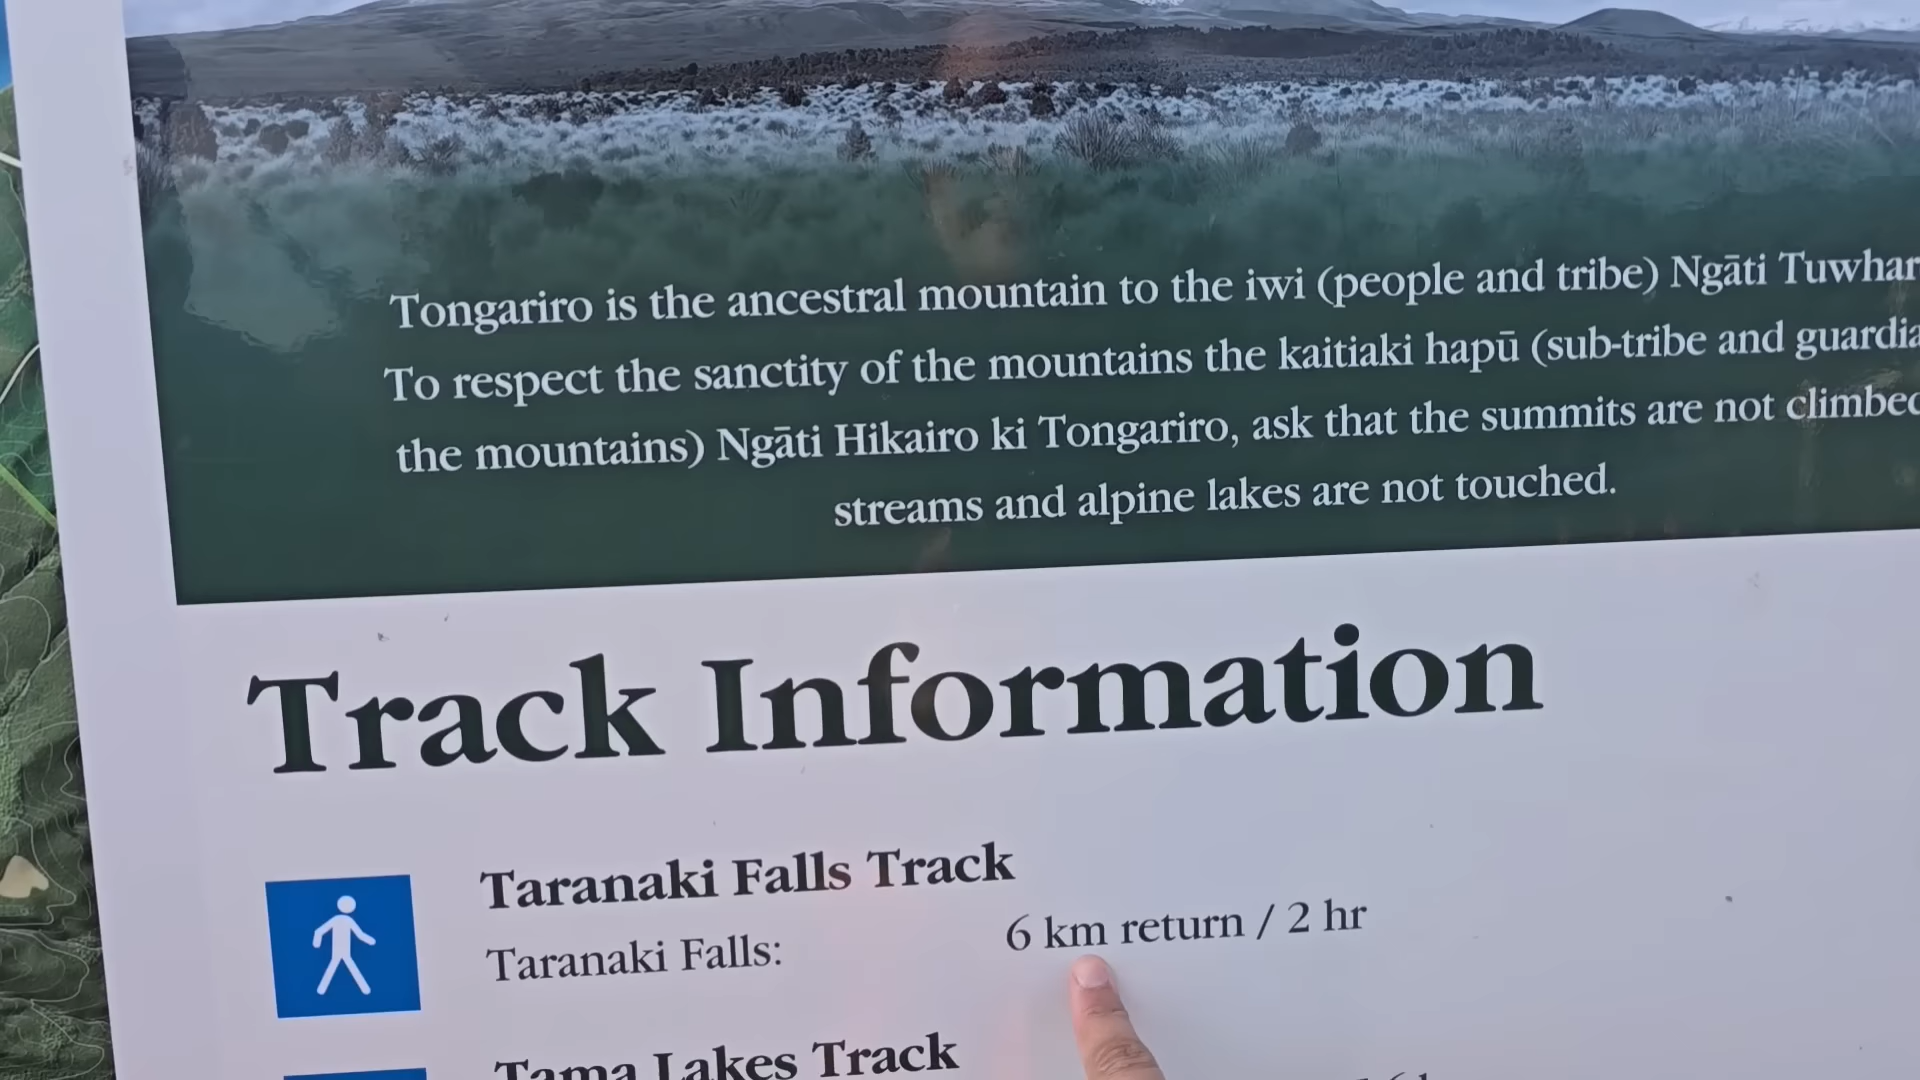 Tongariro is the ancestral mountain to the iwi (people and tribe) Ngāti
To respect the sanctity of the mountains the kaitiaki hapū (sub-tribe and
the mountains) Ngāti Hikairo ki Tongariro, ask that the summits are not
streams and alpine lakes are not touched.
Track Information
Taranaki Falls Track
Taranaki Falls: 6 km return / 2 hr
Tama Lakes Track